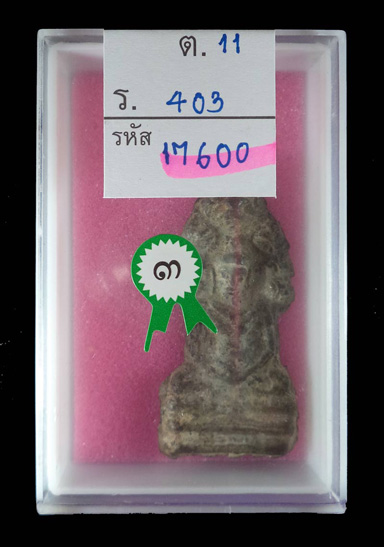 ต. 11
ร. 403
รหัส 17600
๓